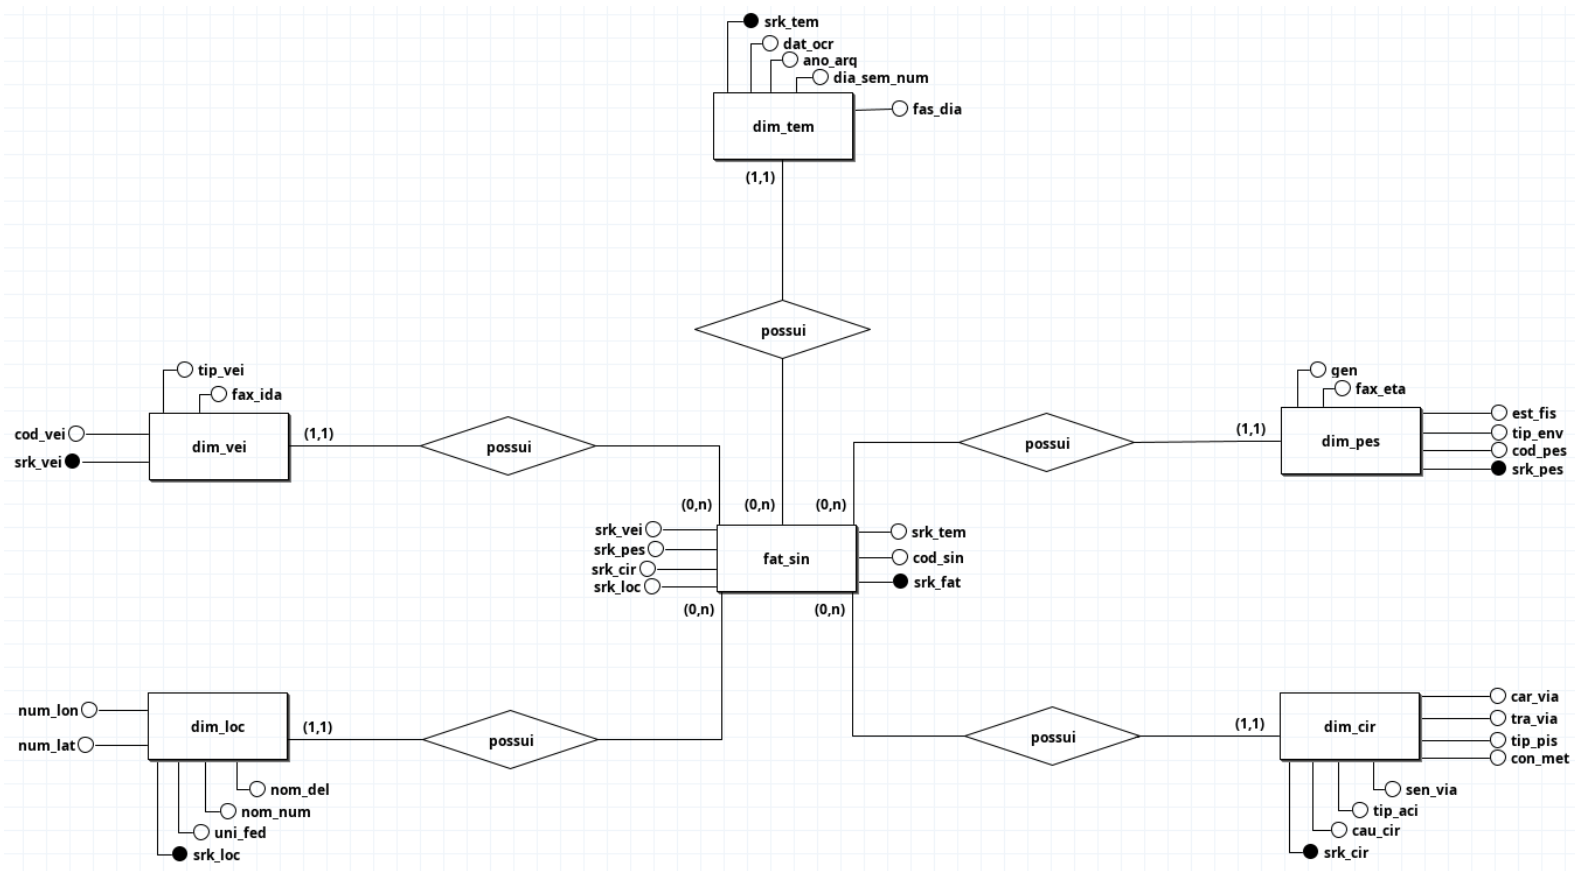 srk_tem
dat_ocr
ano_arq
dia_sem_num
fas_dia
dim_tem
(1,1)
possui
tip_vei
fax_ida
cod_vei
srk_vei
dim_vei
(1,1)
possui
gen
fax_eta
est_fis
tip_env
cod_pes
srk_pes
dim_pes
(1,1)
possui
(0,n)
(0,n)
(0,n)
srk_vei
srk_pes
srk_cir
srk_loc
fat_sin
srk_tem
cod_sin
srk_fat
(0,n)
(0,n)
num_lon
num_lat
dim_loc
(1,1)
possui
nom_del
nom_num
uni_fed
srk_loc
possui
(1,1)
dim_cir
car_via
tra_via
tip_pis
con_met
sen_via
tip_aci
cau_cir
srk_cir